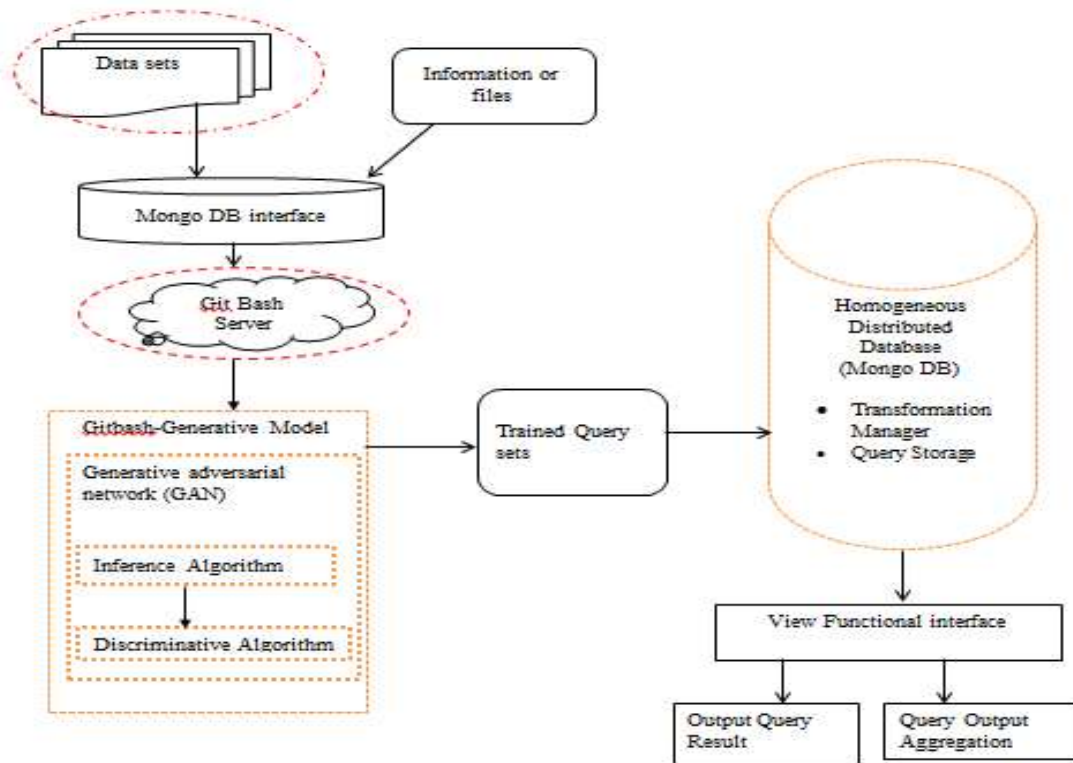 Data sets
Information or
files
Mongo DB interface
Git Bash
Server
Homogeneous
Distributed
Database
(Mongo DB)
• Transformation
Manager
• Query Storage
Gitbash-Generative Model
Generative adversarial
network (GAN)
Inference Algorithm
Discriminative Algorithm
Trained Query
sets
View Functional interface
Output Query
Result
Query Output
Aggregation